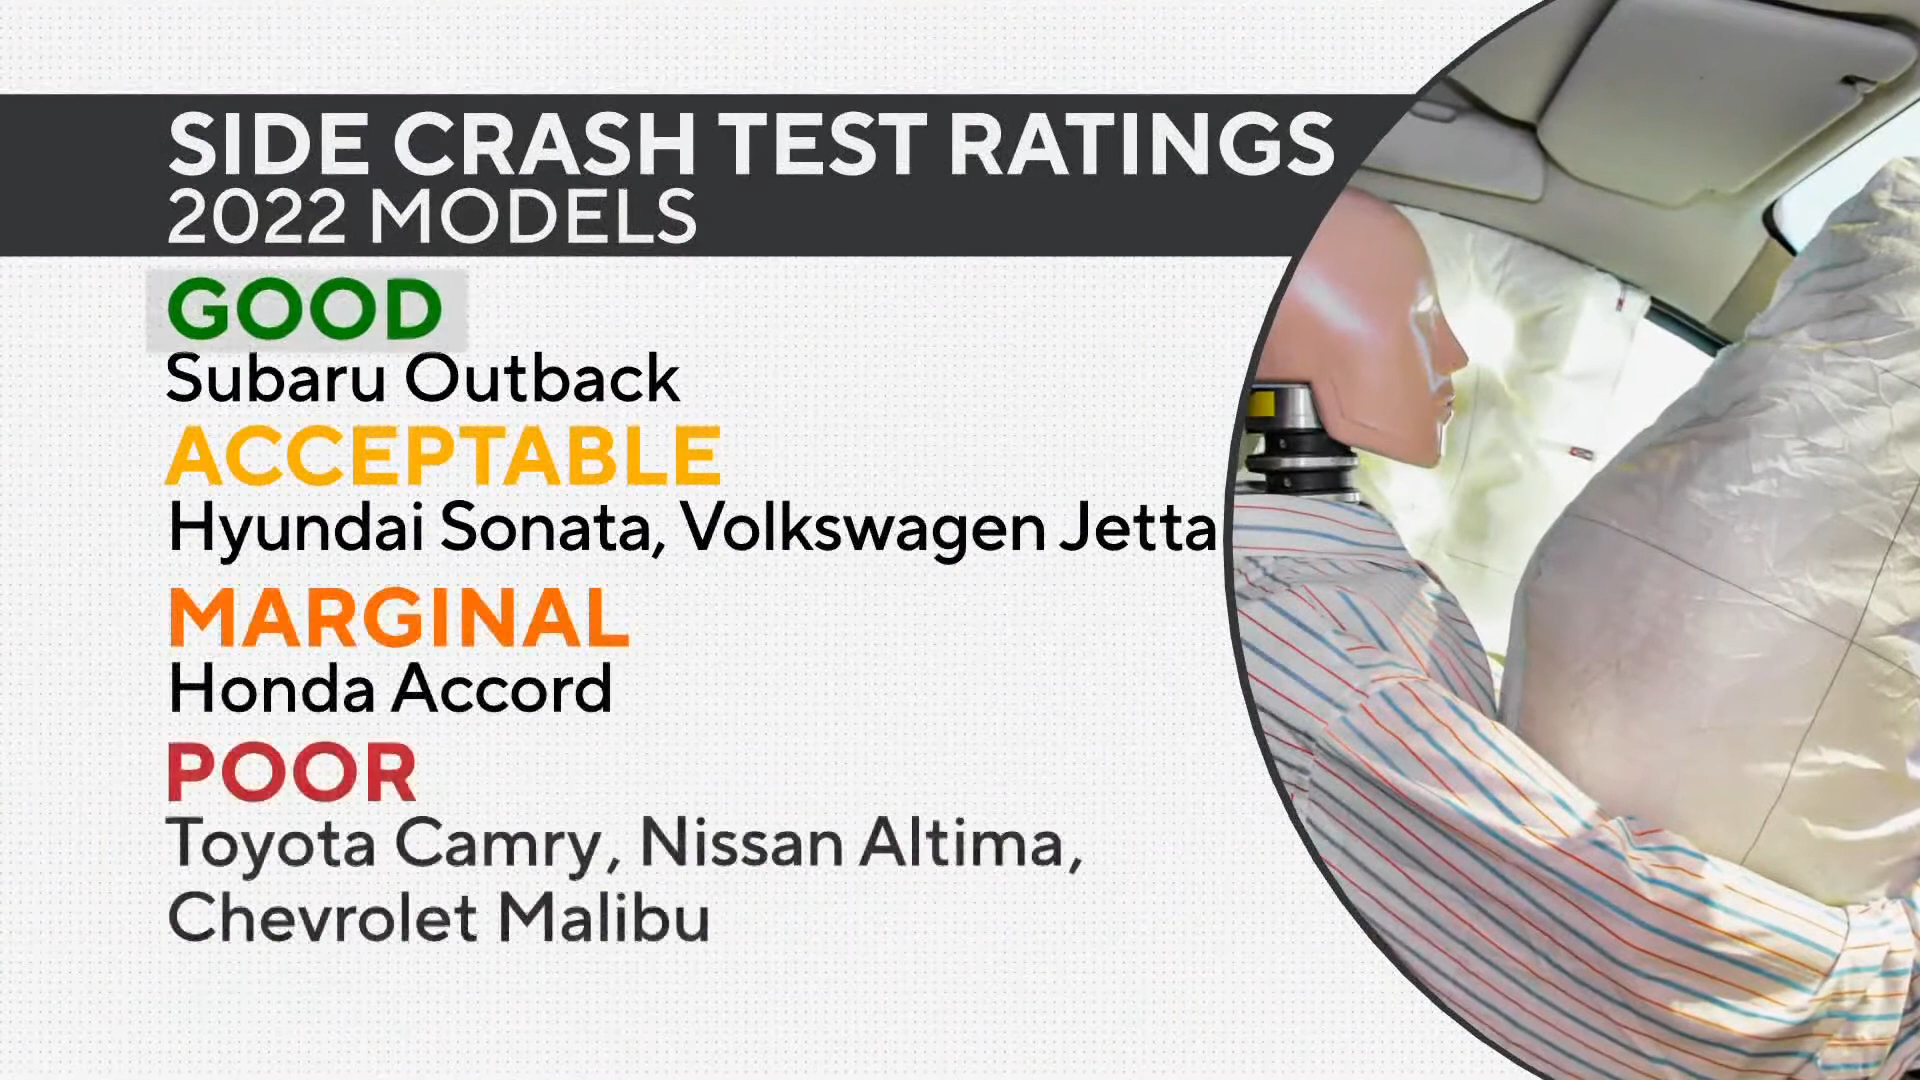 SIDE CRASH TEST RATINGS
2022 MODELS
GOOD
Subaru Outback
ACCEPTABLE
Hyundai Sonata, Volkswagen Jetta
MARGINAL
Honda Accord
POOR
Toyota Camry, Nissan Altima,
Chevrolet Malibu